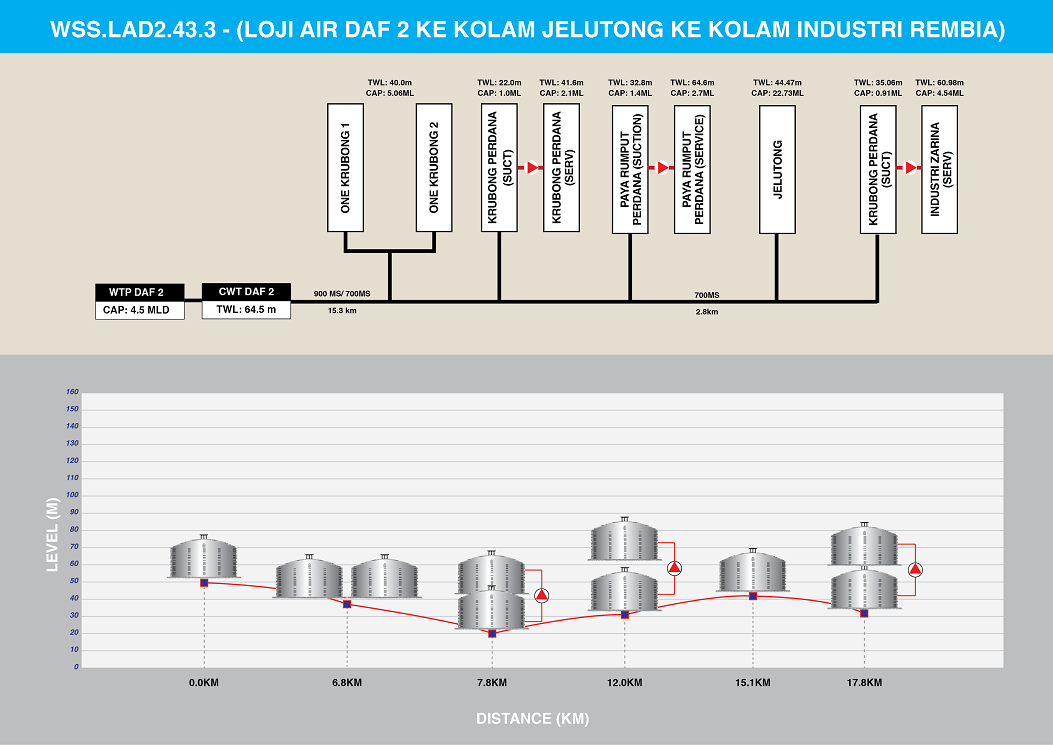 WSS.LAD2.43.3 - (LOJI AIR DAF 2 KE KOLAM JELUTONG KE KOLAM INDUSTRI REMBIA)
TWL: 40.0m
CAP: 5.06ML
TWL: 22.0m
CAP: 1.0ML
TWL: 41.6m
CAP: 2.1ML
TWL: 32.8m
CAP: 1.4ML
TWL: 64.6m
CAP: 2.7ML
TWL: 44.47m
CAP: 22.73ML
TWL: 35.06m
CAP: 0.91ML
TWL: 60.98m
CAP: 4.54ML
ONE KRUBONG 1
ONE KRUBONG 2
KRUBONG PERDANA
(SUCT)
KRUBONG PERDANA
(SERV)
PAYA RUMPUT
PERDANA (SUCTION)
PAYA RUMPUT
PERDANA (SERVICE)
JELUTONG
KRUBONG PERDANA
(SUCT)
INDUSTRI ZARINA
(SERV)
WTP DAF 2
CAP: 4.5 MLD
CWT DAF 2
TWL: 64.5 m
900 MS/ 700MS
15.3 km
700MS
2.8km
LEVEL (M)
160
150
140
130
120
110
100
90
80
70
60
50
40
30
20
10
0
0.0KM
6.8KM
7.8KM
12.0KM
15.1KM
17.8KM
DISTANCE (KM)